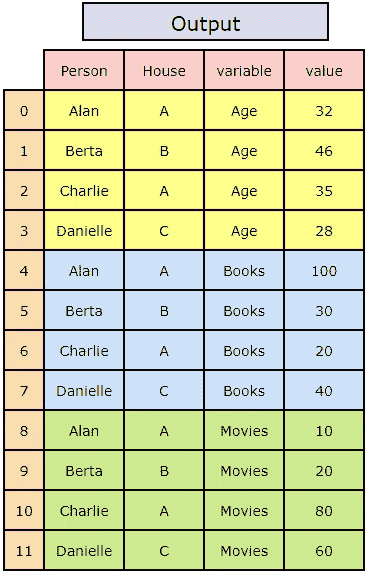 Output
Person House variable value
0 Alan A Age 32
1 Berta B Age 46
2 Charlie A Age 35
3 Danielle C Age 28
4 Alan A Books 100
5 Berta B Books 30
6 Charlie A Books 20
7 Danielle C Books 40
8 Alan A Movies 10
9 Berta B Movies 20
10 Charlie A Movies 80
11 Danielle C Movies 60